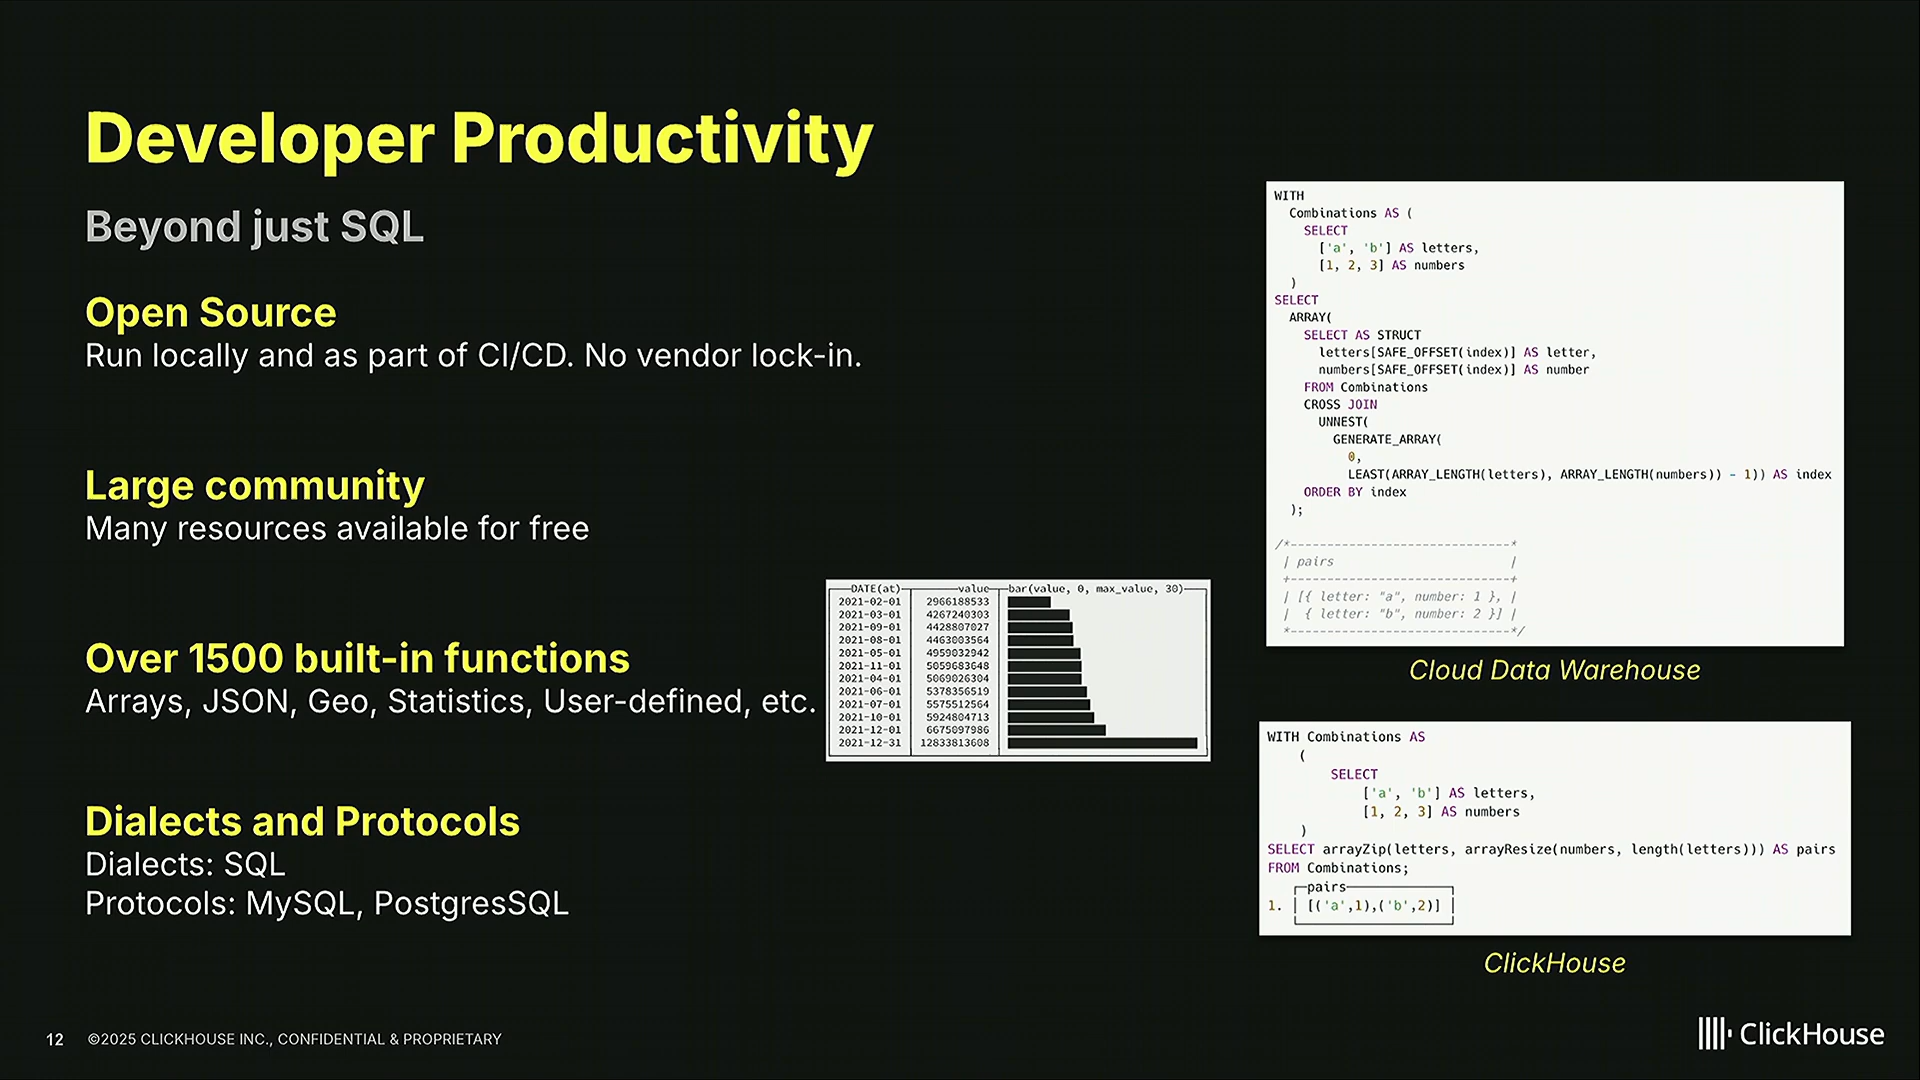 Developer Productivity
Beyond just SQL
Open Source
Run locally and as part of CI/CD. No vendor lock-in.
Large community
Many resources available for free
Over 1500 built-in functions
Arrays, JSON, Geo, Statistics, User-defined, etc.
Dialects and Protocols
Dialects: SQL
Protocols: MySQL, PostgresSQL
DATE(at) value bar(value, 0, max_value, 30)
2021-02-01 2966188533
2021-03-01 4267240303
2021-09-01 4428807027
2021-08-01 4463003564
2021-05-01 4959032942
2021-11-01 5059683648
2021-04-01 5069026304
2021-06-01 5378356519
2021-07-01 5575512564
2021-10-01 5924804713
2021-12-01 6675097986
2021-12-31 12833813608
WITH
Combinations AS (
SELECT
['a', 'b'] AS letters,
[1, 2, 3] AS numbers
)
SELECT
ARRAY(
SELECT AS STRUCT
letters[SAFE_OFFSET(index)] AS letter,
numbers[SAFE_OFFSET(index)] AS number
FROM Combinations
CROSS JOIN
UNNEST(
GENERATE_ARRAY(
0,
LEAST(ARRAY_LENGTH(letters), ARRAY_LENGTH(numbers)) - 1)) AS index
ORDER BY index
);
/*------------------------------*
| pairs |
+------------------------------+
| [{ letter: "a", number: 1 }, |
| { letter: "b", number: 2 }] |
*------------------------------*/
Cloud Data Warehouse
WITH Combinations AS
(
SELECT
['a', 'b'] AS letters,
[1, 2, 3] AS numbers
)
SELECT arrayZip(letters, arrayResize(numbers, length(letters))) AS pairs
FROM Combinations;
pairs
1. [('a',1),('b',2)]
ClickHouse
12 ©2025 CLICKHOUSE INC., CONFIDENTIAL & PROPRIETARY
ClickHouse